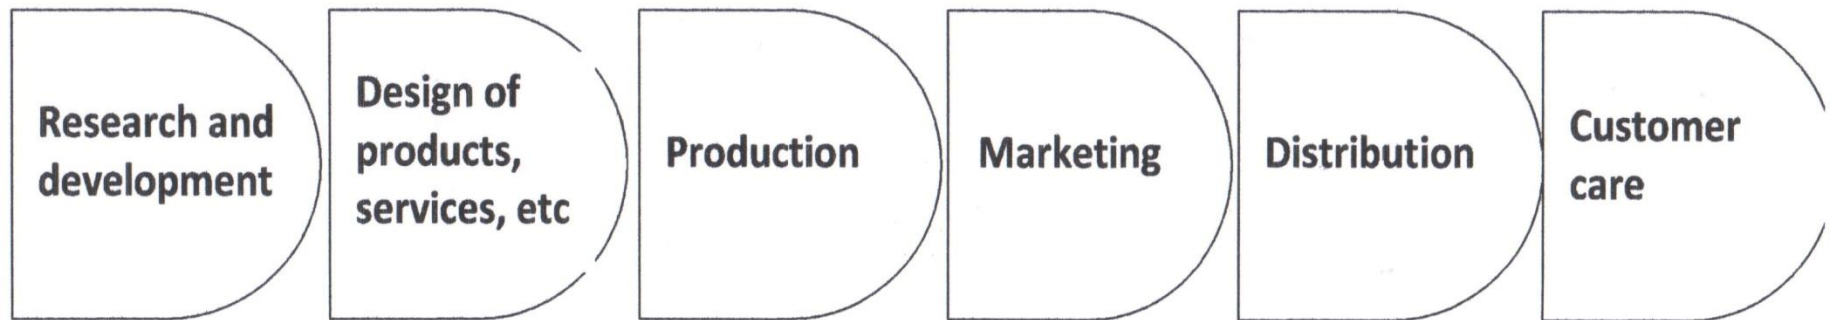 Research and
development
Design of
products,
services, etc
Production
Marketing
Distribution
Customer
care